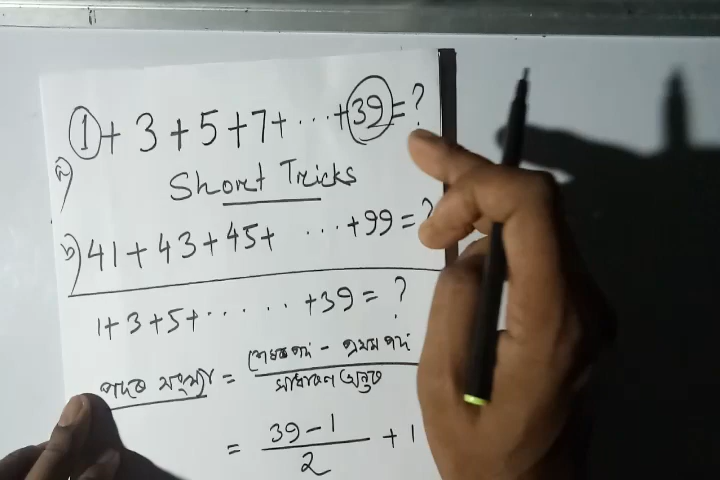 1 + 3 + 5 + 7 + ... + 39 = ?
Short Tricks
41 + 43 + 45 + ... + 99 = ?
1 + 3 + 5 + ...... + 39 = ?
পদের সংখ্যা = শেষ পদ - প্রথম পদ
সাধারণ অন্তর
= 39 - 1 + 1
2